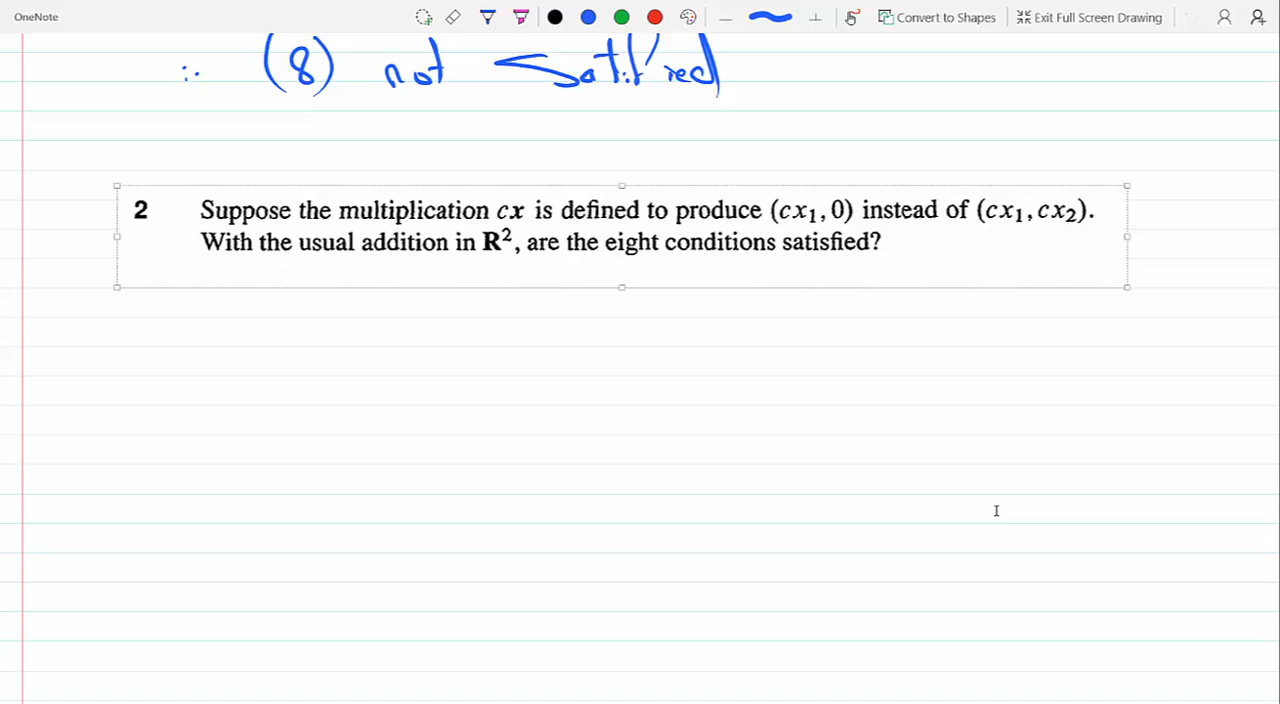 OneNote
Convert to Shapes
Exit Full Screen Drawing
∴ (8) not Satisfied
2 Suppose the multiplication cx is defined to produce (cx₁, 0) instead of (cx₁, cx₂).
With the usual addition in R², are the eight conditions satisfied?